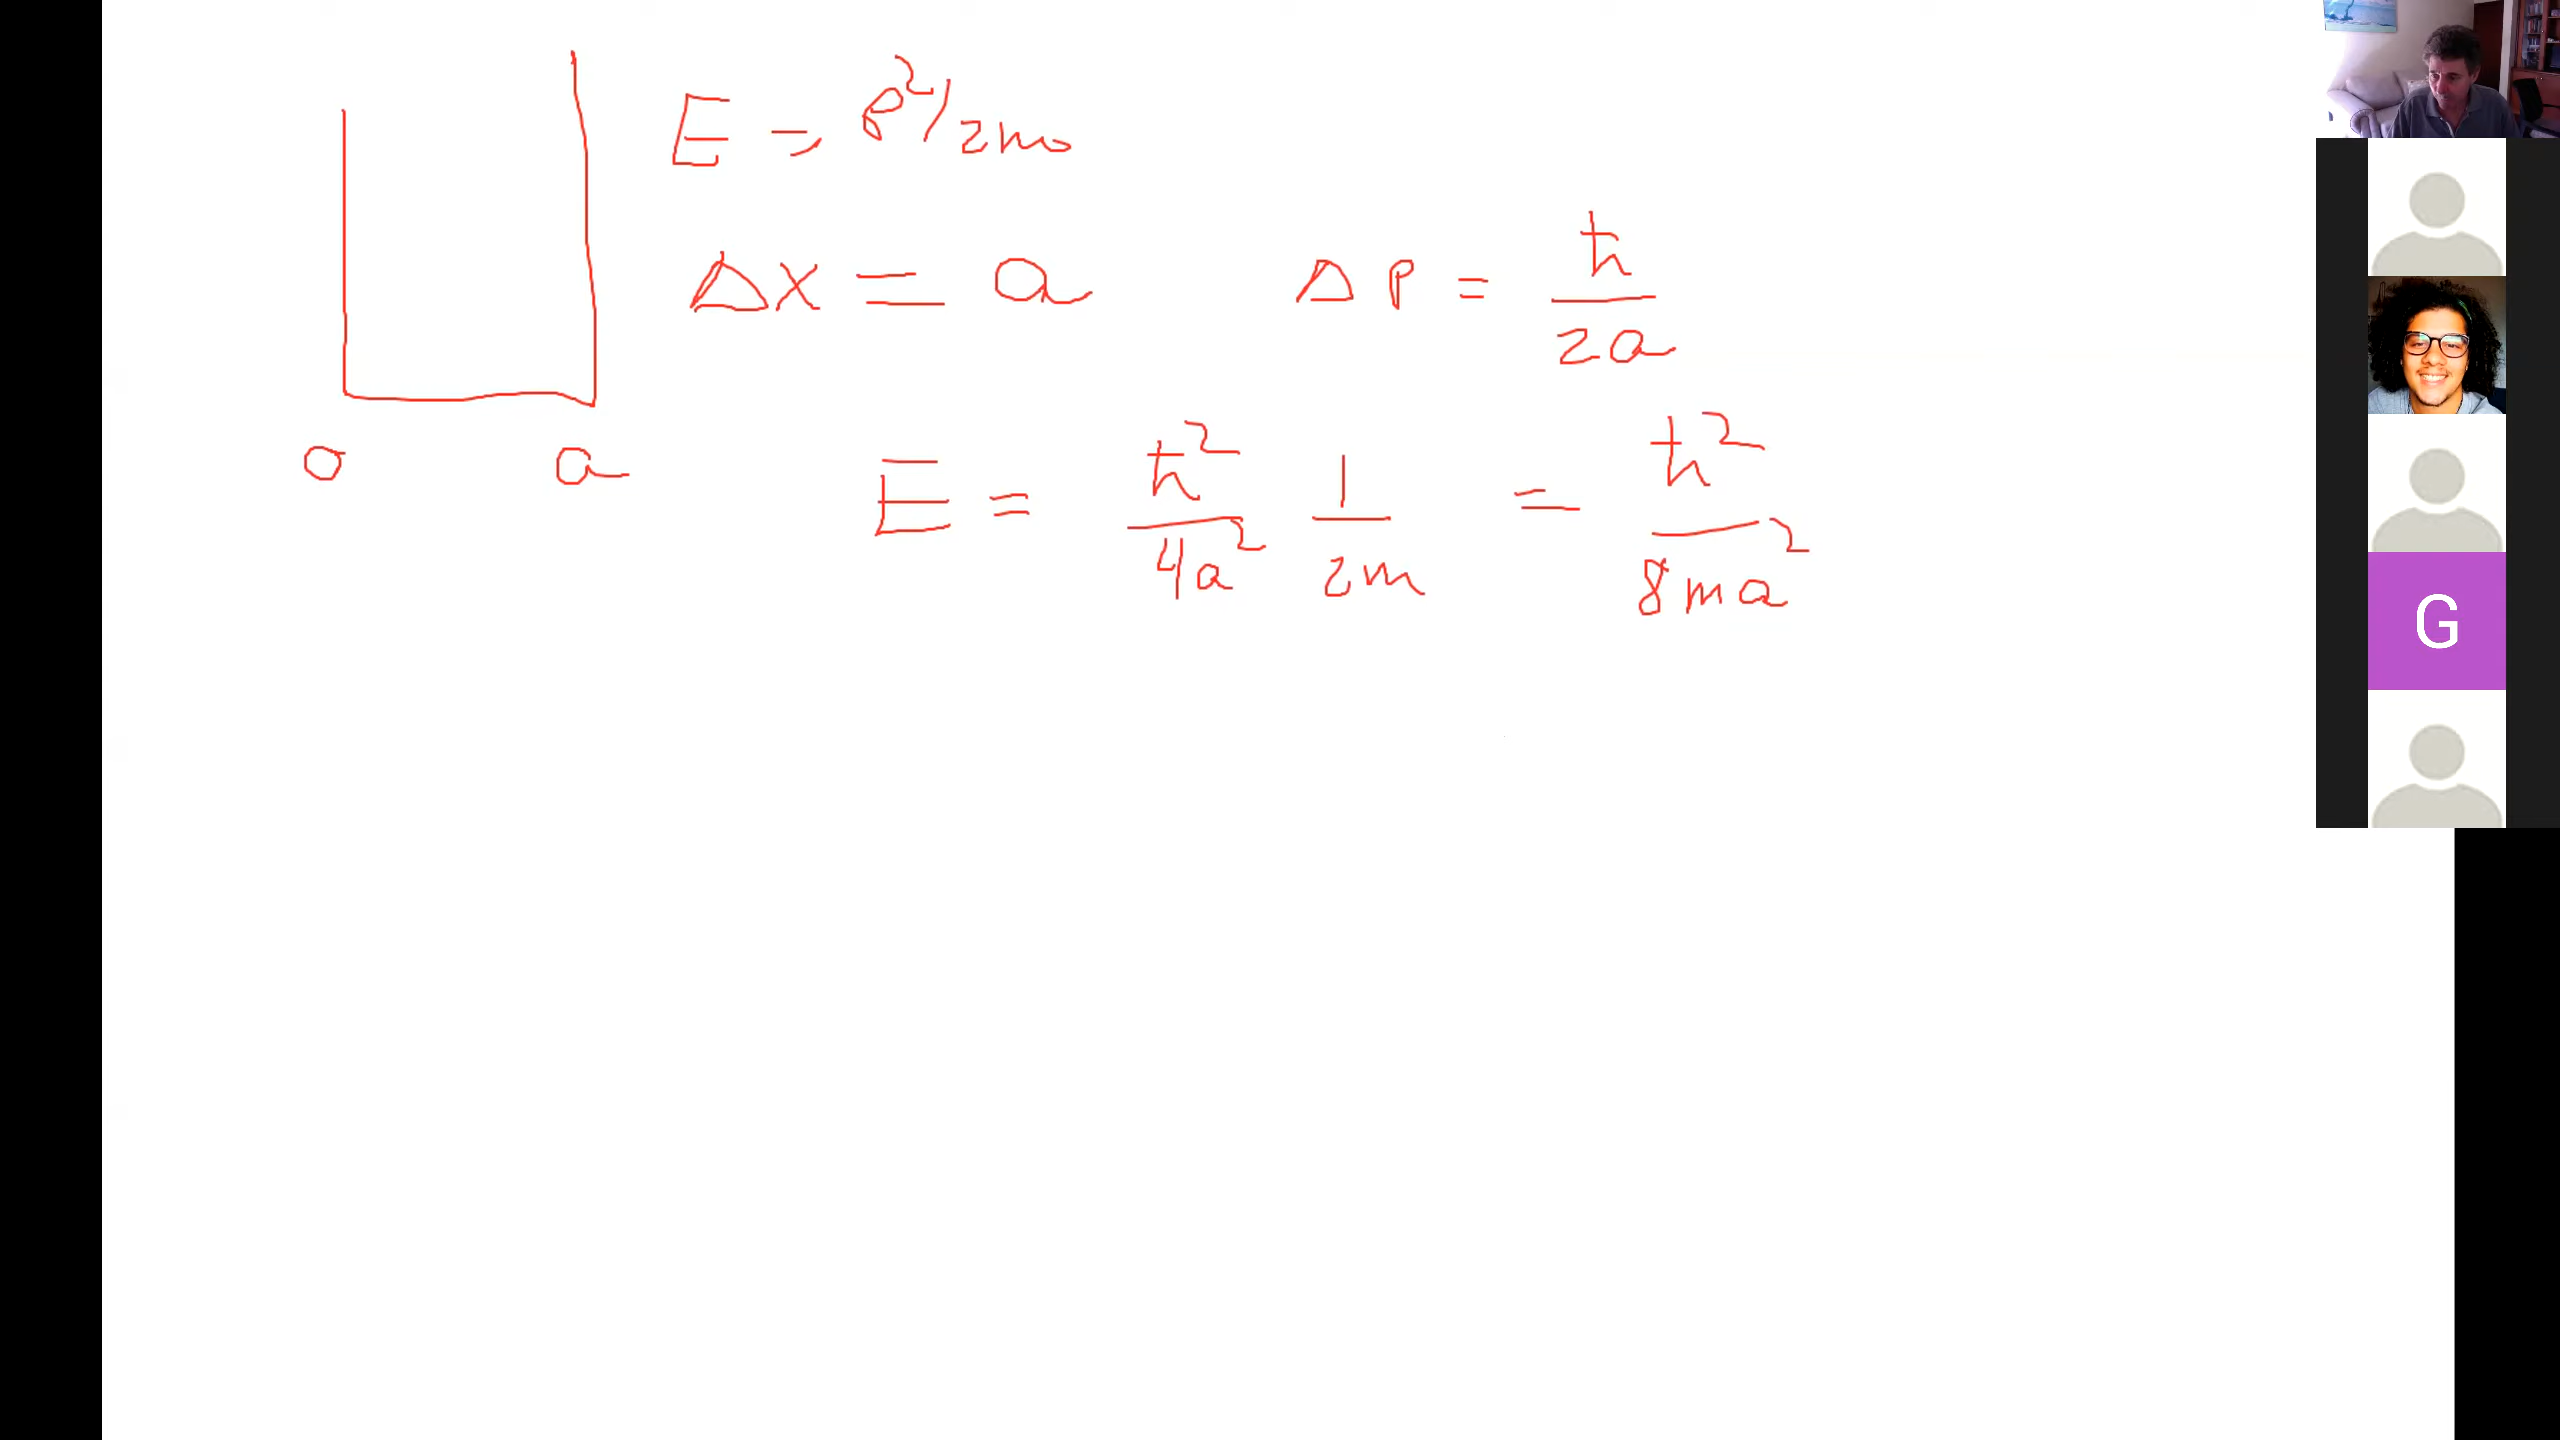 E = p²/2m
Δx = a    Δp = ħ/2a
0    a
E = ħ²/4a² 1/2m = ħ²/8ma²
G